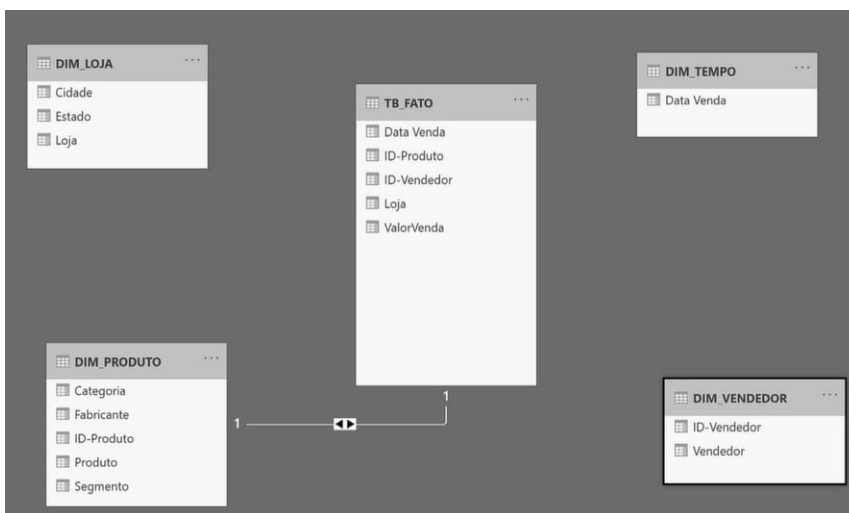 DIM_LOJA
Cidade
Estado
Loja
TB_FATO
Data Venda
ID-Produto
ID-Vendedor
Loja
ValorVenda
DIM_TEMPO
Data Venda
DIM_PRODUTO
Categoria
Fabricante
ID-Produto
Produto
Segmento
1
1
DIM_VENDEDOR
ID-Vendedor
Vendedor